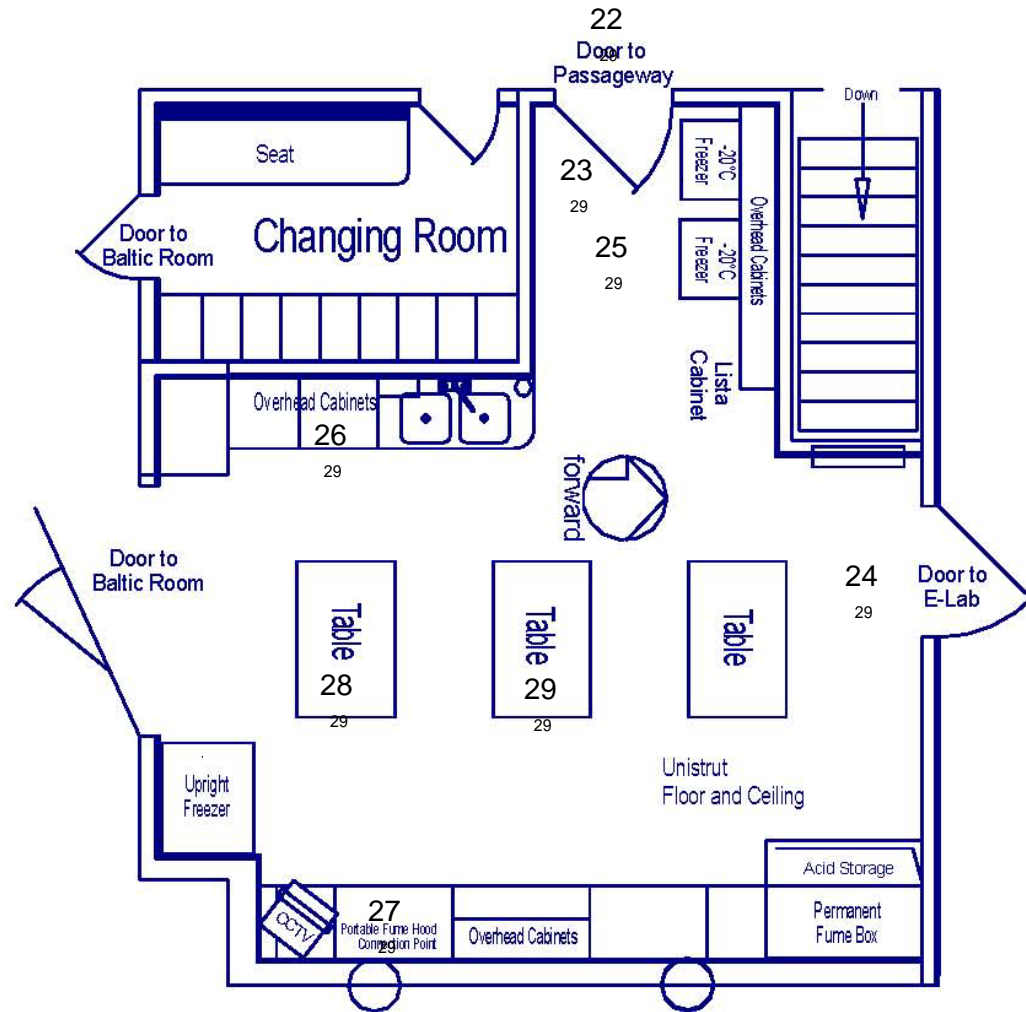 22
29
Door to
Passageway
Down
Seat
23
29
-20°C
Freezer
Door to
Baltic Room
Changing Room
25
29
-20°C
Freezer
Overhead Cabinets
Lista
Cabinet
Overhead Cabinets
26
29
forward
Door to
Baltic Room
24
29
Door to
E-Lab
Table
28
29
Table
29
29
Table
Upright
Freezer
Unistrut
Floor and Ceiling
Acid Storage
CCTV
27
Portable Fume Hood
Connection Point
29
Overhead Cabinets
Permanent
Fume Box